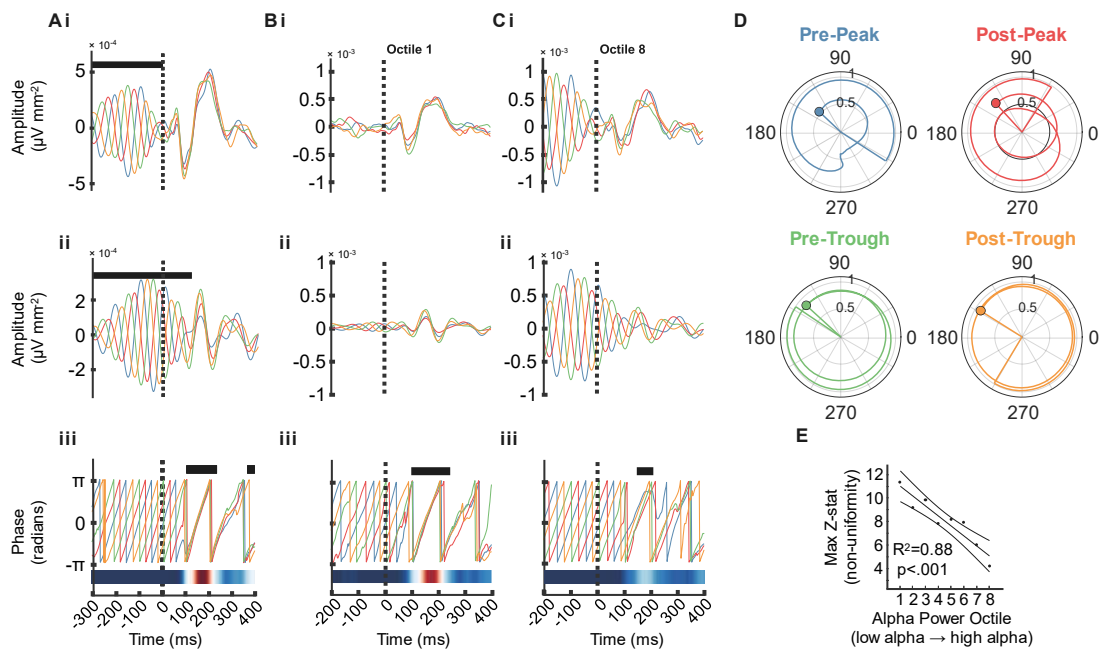 A i
B i
C i
D
× 10⁻⁴
5
0
-5
Amplitude
(µV mm⁻²)
× 10⁻³
Octile 1
1
0.5
0
-0.5
-1
× 10⁻³
Octile 8
1
0.5
0
-0.5
-1
Amplitude
(µV mm⁻²)
Pre-Peak
90
1
0.5
180
0
270
Post-Peak
90
1
0.5
180
0
270
ii
× 10⁻⁴
2
0
-2
Amplitude
(µV mm⁻²)
ii
× 10⁻³
1
0.5
0
-0.5
-1
ii
× 10⁻³
1
0.5
0
-0.5
-1
Pre-Trough
90
1
0.5
180
0
270
Post-Trough
90
1
0.5
180
0
270
iii
π
0
-π
Phase
(radians)
-300 -200 -100 0 100 200 300 400
Time (ms)
iii
-200 -100 0 100 200 300 400
Time (ms)
iii
-200 -100 0 100 200 300 400
Time (ms)
E
12
10
8
6
4
Max Z-stat
(non-uniformity)
R²=0.88
p<.001
1 2 3 4 5 6 7 8
Alpha Power Octile
(low alpha → high alpha)